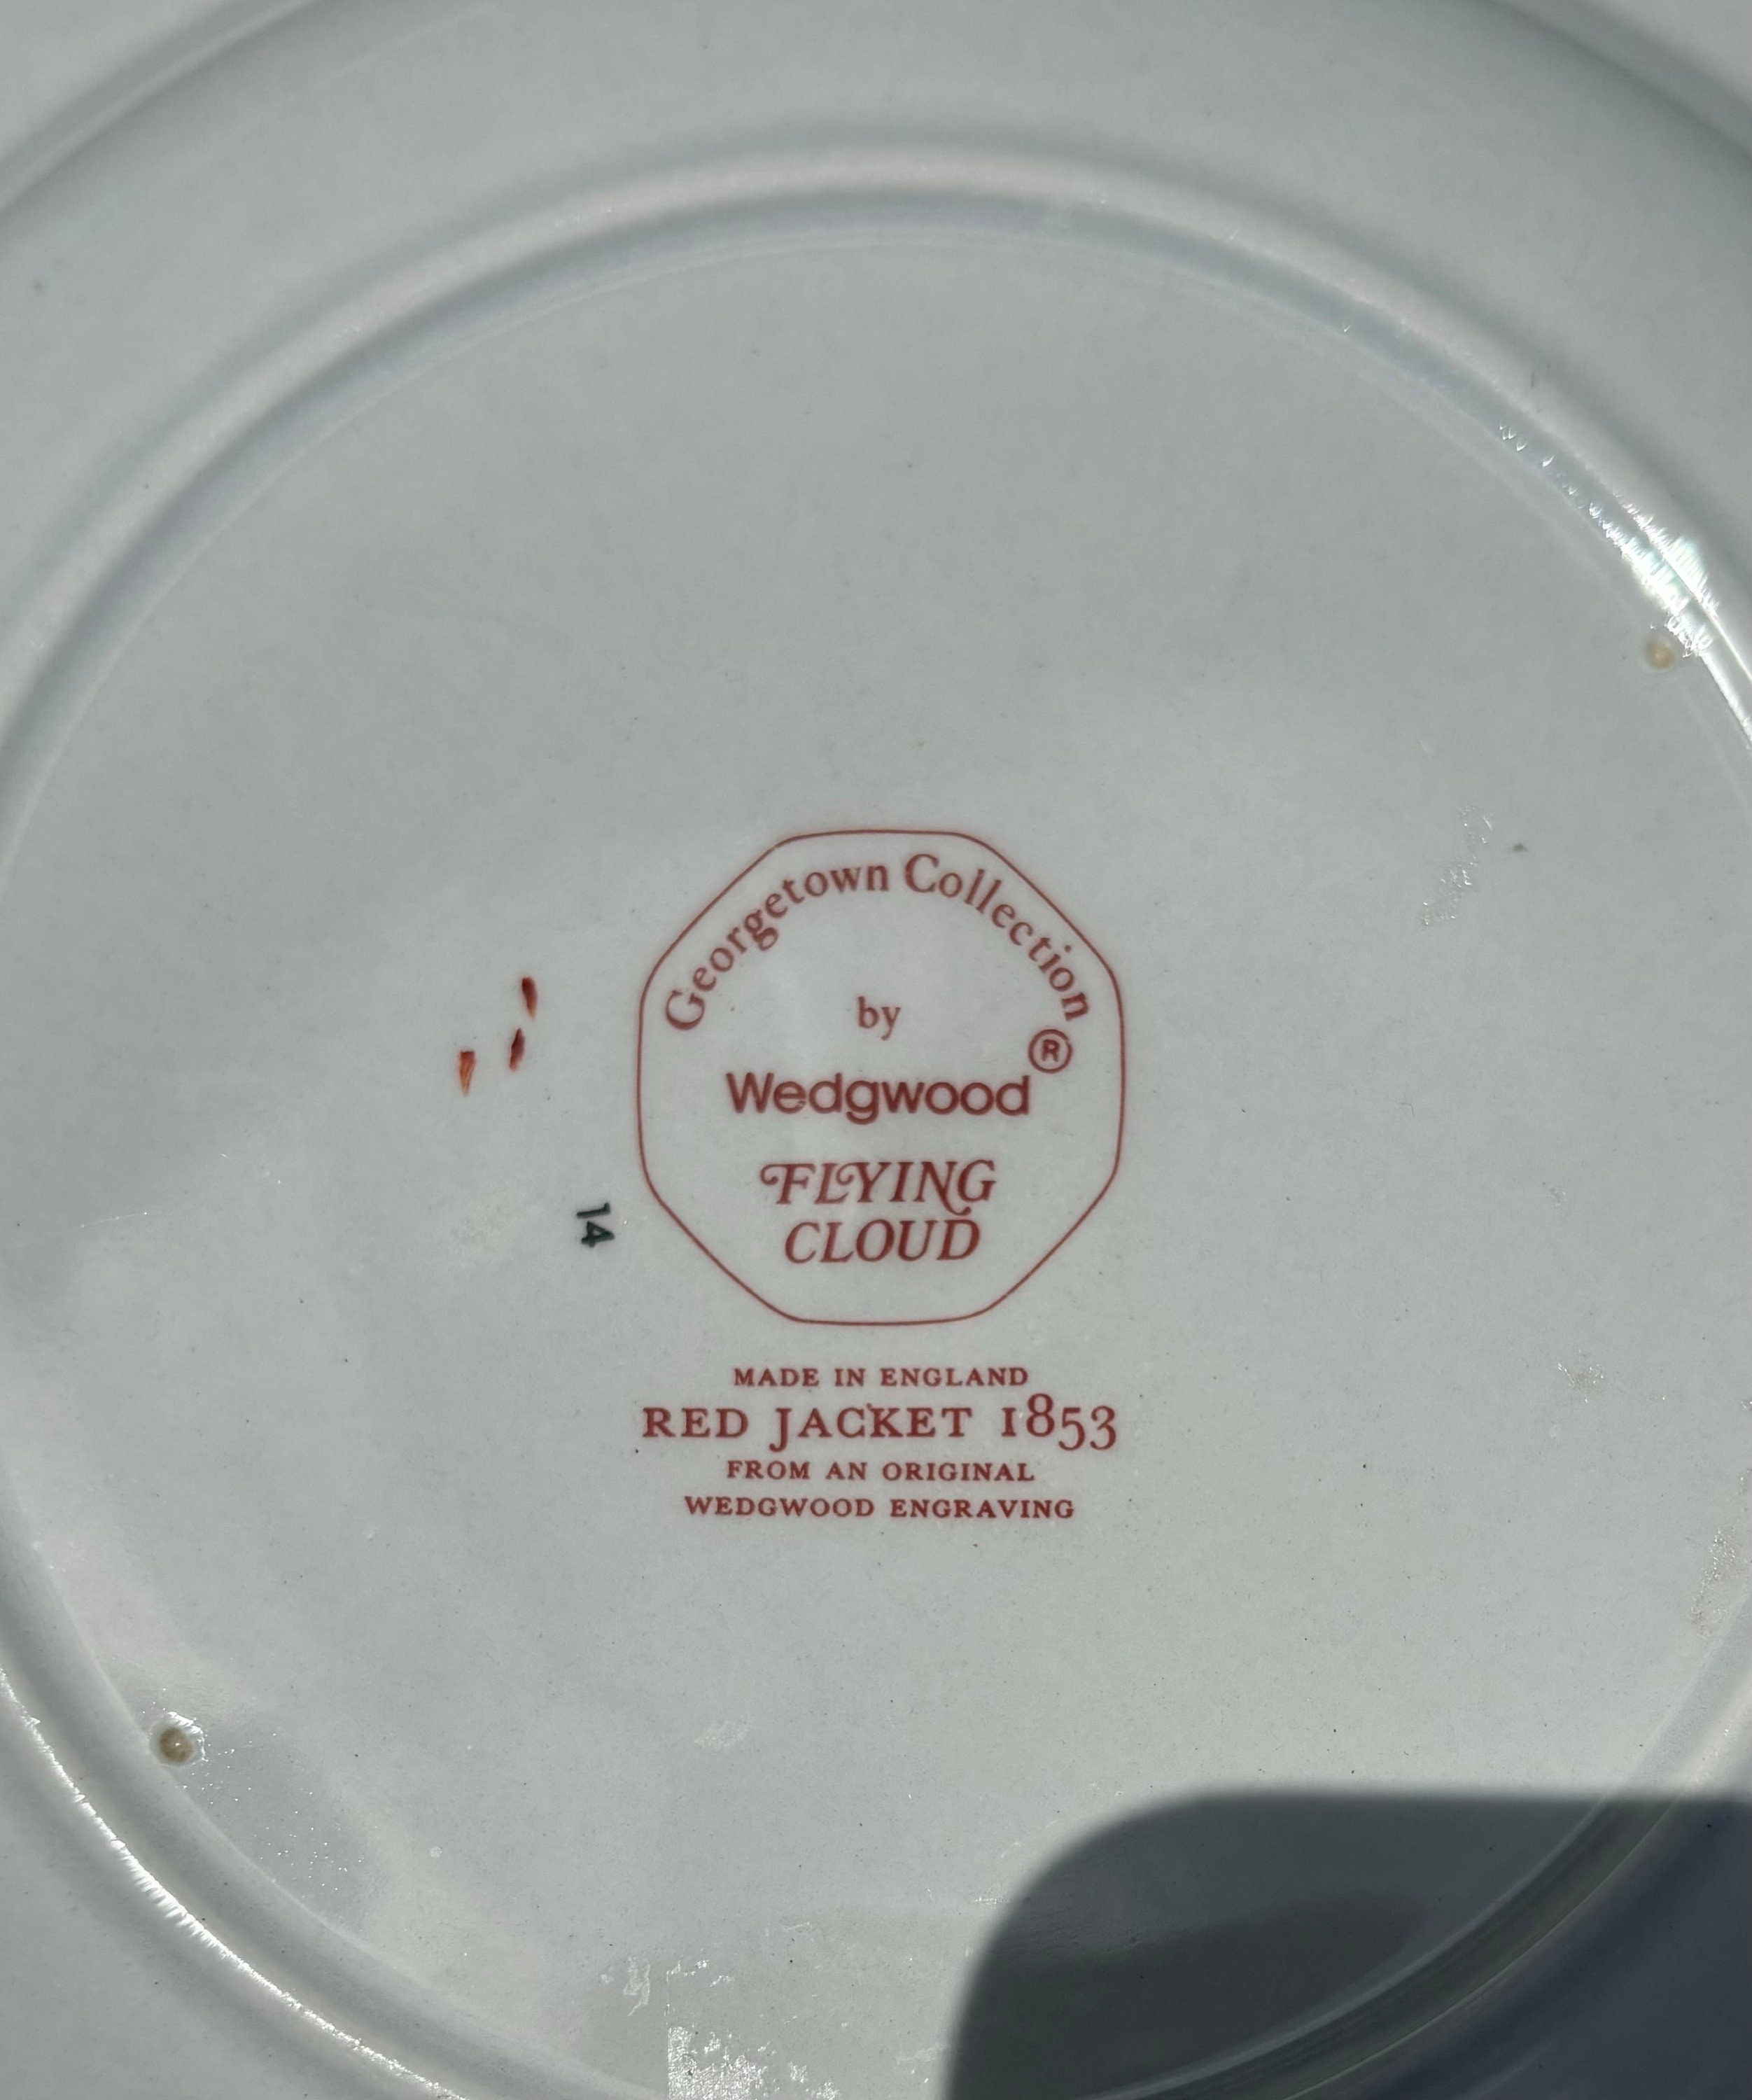 Georgetown Collection
by
Wedgwood ®
FLYING
CLOUD
14
MADE IN ENGLAND
RED JACKET 1853
FROM AN ORIGINAL
WEDGWOOD ENGRAVING